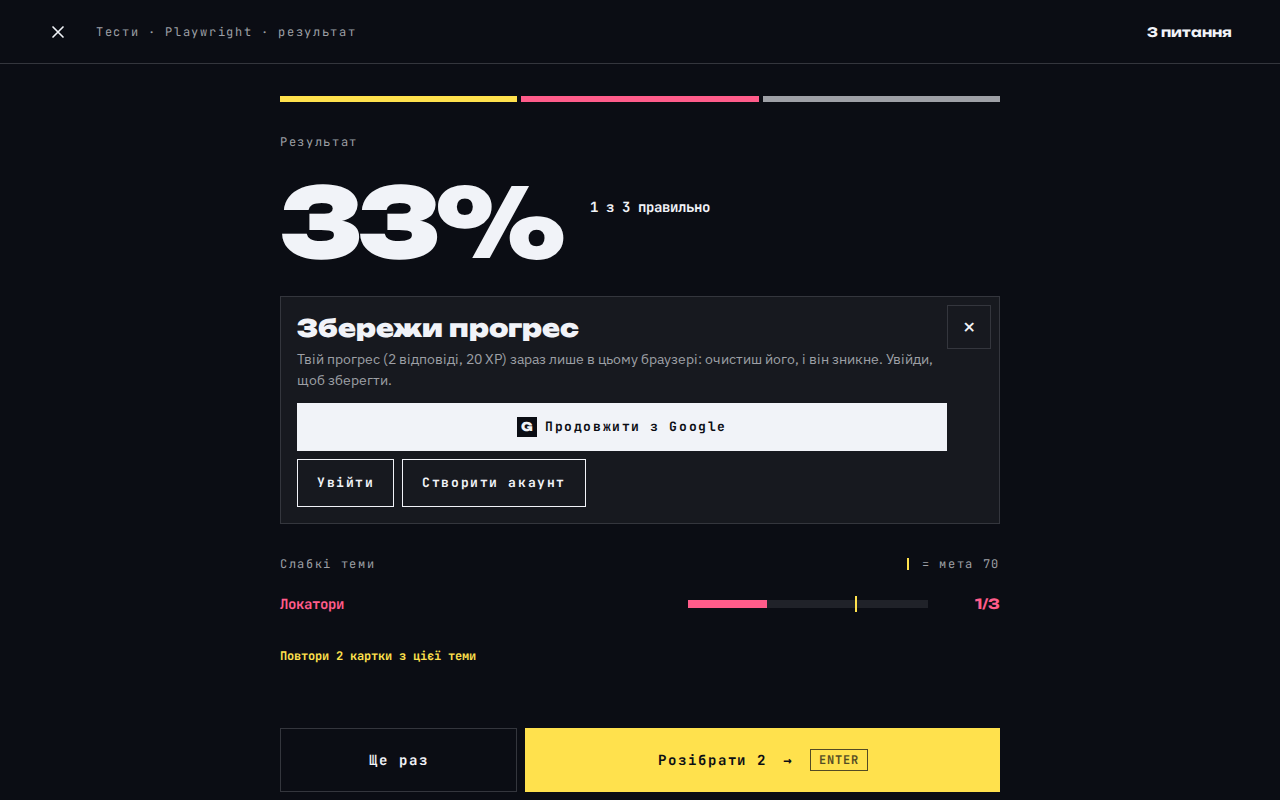 Тести · Playwright · результат
3 питання
Результат
33%
1 з 3 правильно
Збережи прогрес
Твій прогрес (2 відповіді, 20 XP) зараз лише в цьому браузері: очистиш його, і він зникне. Увійди,
щоб зберегти.
G Продовжити з Google
Увійти
Створити акаунт
Слабкі теми
= мета 70
Локатори
1/3
Повтори 2 картки з цієї теми
Ще раз
Розібрати 2 → ENTER